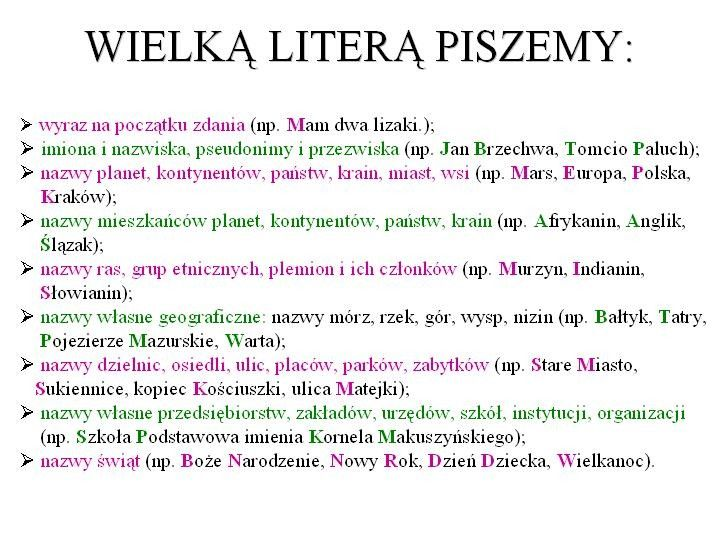 WIELKĄ LITERĄ PISZEMY:
➢ wyraz na początku zdania (np. Mam dwa lizaki.);
➢ imiona i nazwiska, pseudonimy i przezwiska (np. Jan Brzechwa, Tomcio Paluch);
➢ nazwy planet, kontynentów, państw, krain, miast, wsi (np. Mars, Europa, Polska,
Kraków);
➢ nazwy mieszkańców planet, kontynentów, państw, krain (np. Afrykanin, Anglik,
Ślązak);
➢ nazwy ras, grup etnicznych, plemion i ich członków (np. Murzyn, Indianin,
Słowianin);
➢ nazwy własne geograficzne: nazwy mórz, rzek, gór, wysp, nizin (np. Bałtyk, Tatry,
Pojezierze Mazurskie, Warta);
➢ nazwy dzielnic, osiedli, ulic, placów, parków, zabytków (np. Stare Miasto,
Sukiennice, kopiec Kościuszki, ulica Matejki);
➢ nazwy własne przedsiębiorstw, zakładów, urzędów, szkół, instytucji, organizacji
(np. Szkoła Podstawowa imienia Kornela Makuszyńskiego);
➢ nazwy świąt (np. Boże Narodzenie, Nowy Rok, Dzień Dziecka, Wielkanoc).